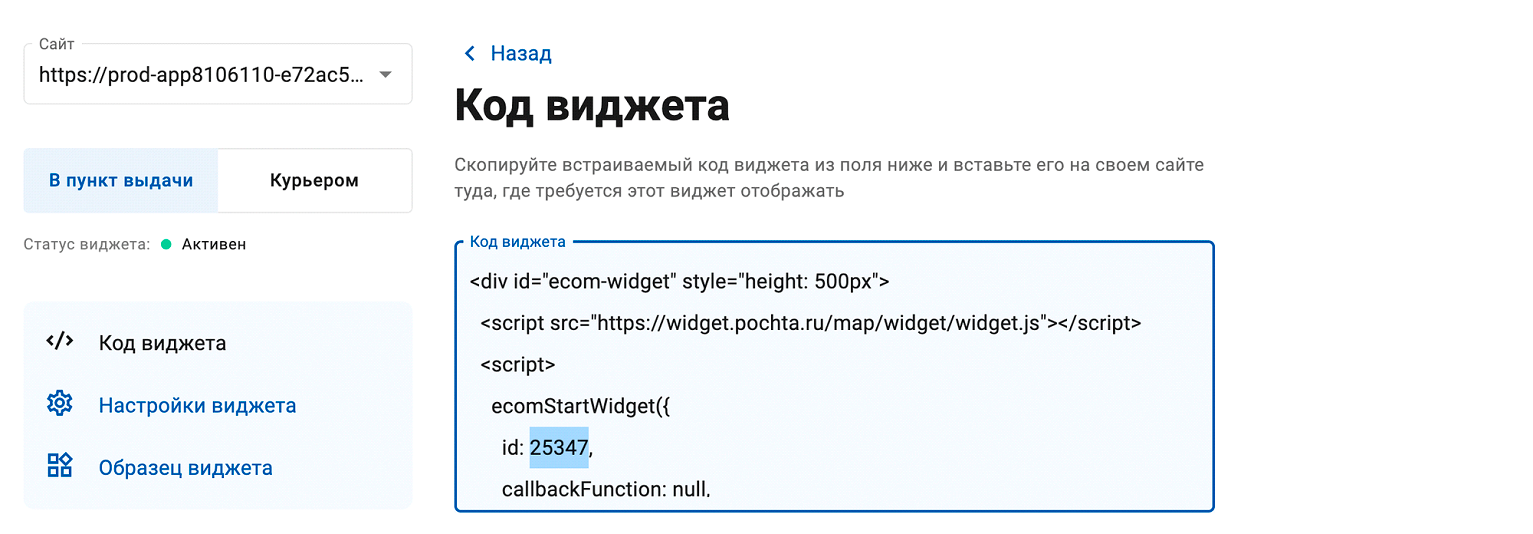 Сайт
https://prod-app8106110-e72ac5...
В пункт выдачи
Курьером
Статус виджета: Активен
Код виджета
Настройки виджета
Образец виджета
Назад
Код виджета
Скопируйте встраиваемый код виджета из поля ниже и вставьте его на своем сайте
туда, где требуется этот виджет отображать
Код виджета
<div id="ecom-widget" style="height: 500px">
<script src="https://widget.pochta.ru/map/widget/widget.js"></script>
<script>
ecomStartWidget({
id: 25347,
callbackFunction: null,